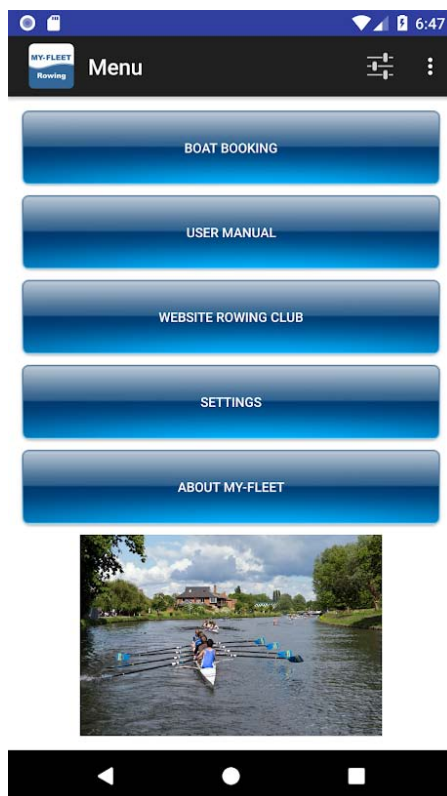 6:47
MY-FLEET
Rowing
Menu
BOAT BOOKING
USER MANUAL
WEBSITE ROWING CLUB
SETTINGS
ABOUT MY-FLEET